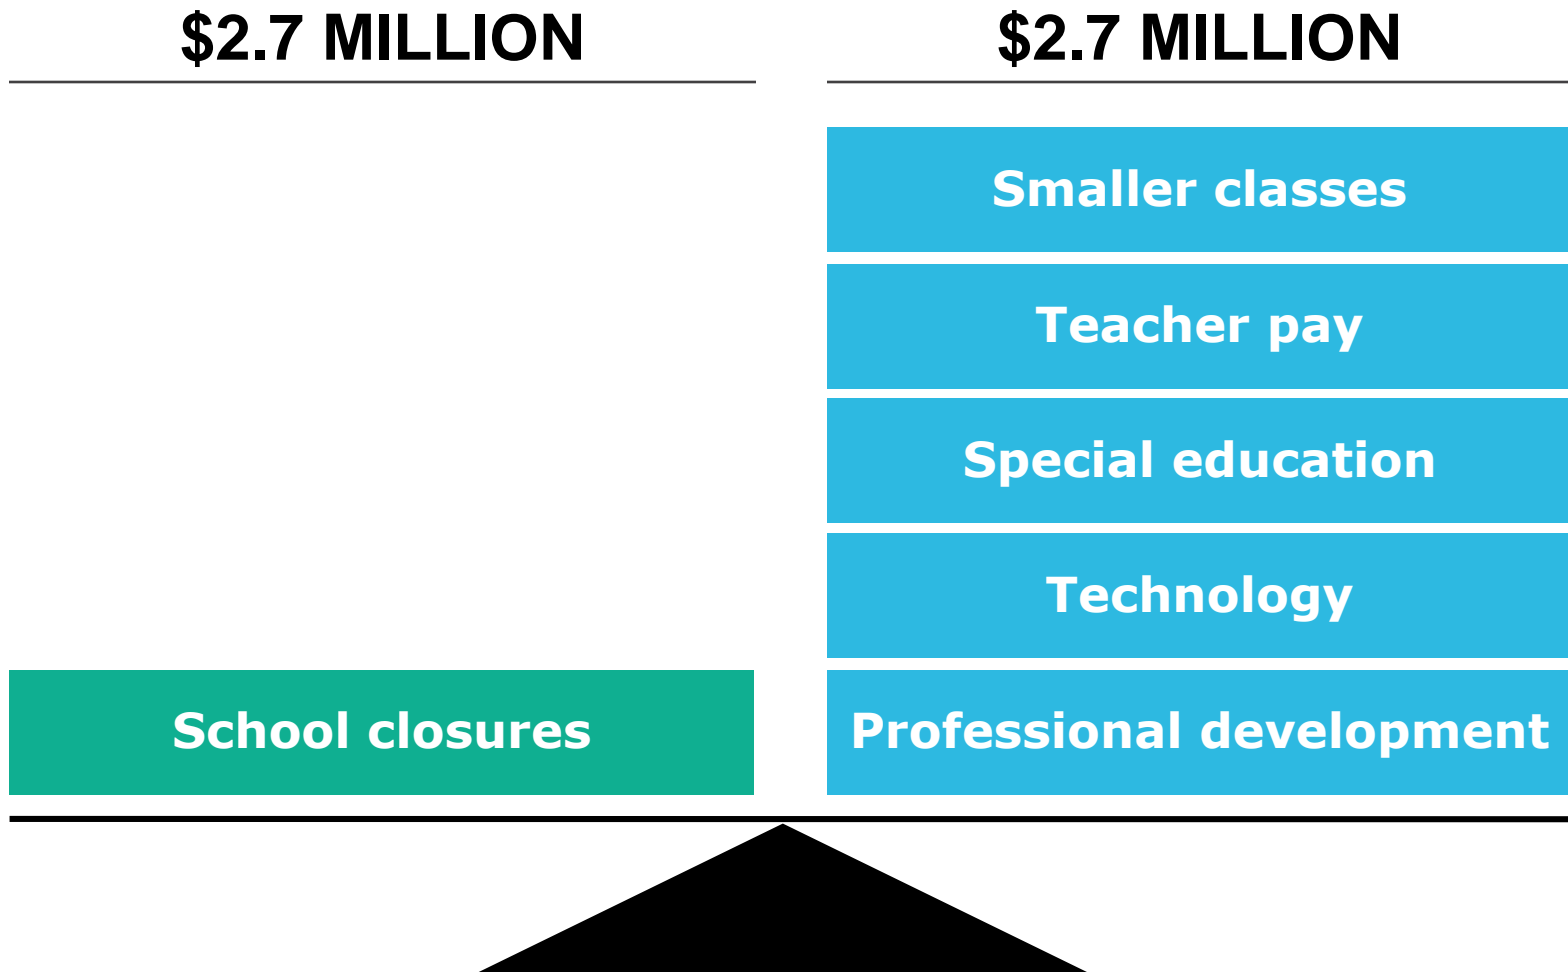 $2.7 MILLION
School closures
$2.7 MILLION
Smaller classes
Teacher pay
Special education
Technology
Professional development